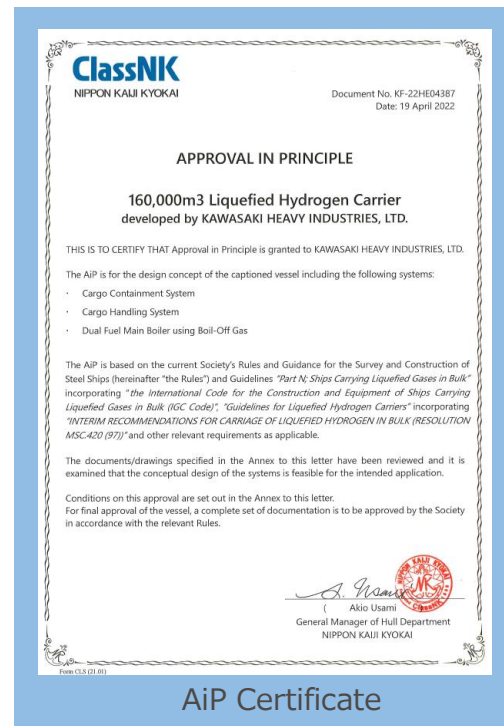 ClassNK
NIPPON KAIJI KYOKAI
Document No. KF-22HE04387
Date: 19 April 2022
APPROVAL IN PRINCIPLE
160,000m3 Liquefied Hydrogen Carrier
developed by KAWASAKI HEAVY INDUSTRIES, LTD.
THIS IS TO CERTIFY THAT Approval in Principle is granted to KAWASAKI HEAVY INDUSTRIES, LTD.
The AiP is for the design concept of the captioned vessel including the following systems:
· Cargo Containment System
· Cargo Handling System
· Dual Fuel Main Boiler using Boil-Off Gas
The AiP is based on the current Society's Rules and Guidance for the Survey and Construction of
Steel Ships (hereinafter "the Rules") and Guidelines "Part N; Ships Carrying Liquefied Gases in Bulk"
incorporating "the International Code for the Construction and Equipment of Ships Carrying
Liquefied Gases in Bulk (IGC Code)", "Guidelines for Liquefied Hydrogen Carriers" incorporating
"INTERIM RECOMMENDATIONS FOR CARRIAGE OF LIQUEFIED HYDROGEN IN BULK (RESOLUTION
MSC.420 (97))" and other relevant requirements as applicable.
The documents/drawings specified in the Annex to this letter have been reviewed and it is
examined that the conceptual design of the systems is feasible for the intended application.
Conditions on this approval are set out in the Annex to this letter.
For final approval of the vessel, a complete set of documentation is to be approved by the Society
in accordance with the relevant Rules.
A. Usami
NIPPON KAIJI KYOKAI
NK
ClassNK
( Akio Usami )
General Manager of Hull Department
NIPPON KAIJI KYOKAI
Form CLS (21.01)
AiP Certificate